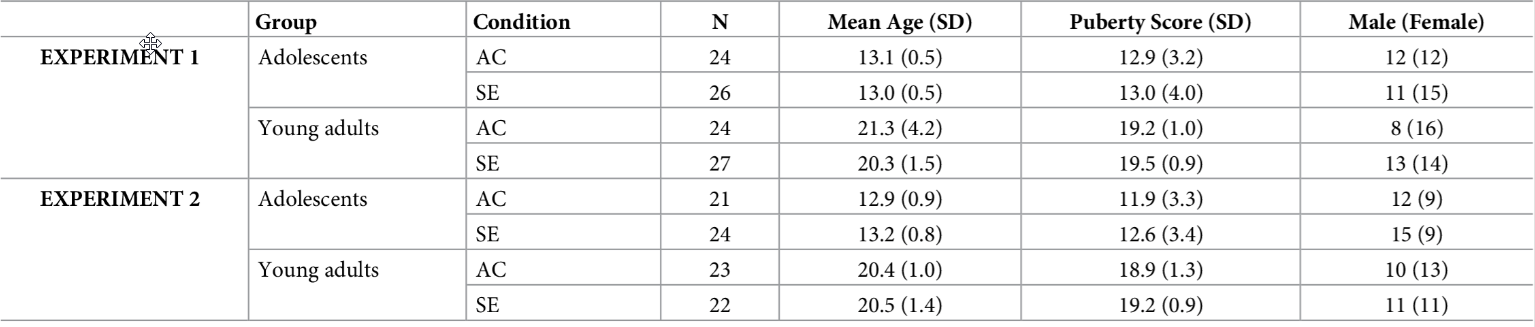 Group Condition N Mean Age (SD) Puberty Score (SD) Male (Female)
EXPERIMENT 1 Adolescents AC 24 13.1 (0.5) 12.9 (3.2) 12 (12)
SE 26 13.0 (0.5) 13.0 (4.0) 11 (15)
Young adults AC 24 21.3 (4.2) 19.2 (1.0) 8 (16)
SE 27 20.3 (1.5) 19.5 (0.9) 13 (14)
EXPERIMENT 2 Adolescents AC 21 12.9 (0.9) 11.9 (3.3) 12 (9)
SE 24 13.2 (0.8) 12.6 (3.4) 15 (9)
Young adults AC 23 20.4 (1.0) 18.9 (1.3) 10 (13)
SE 22 20.5 (1.4) 19.2 (0.9) 11 (11)